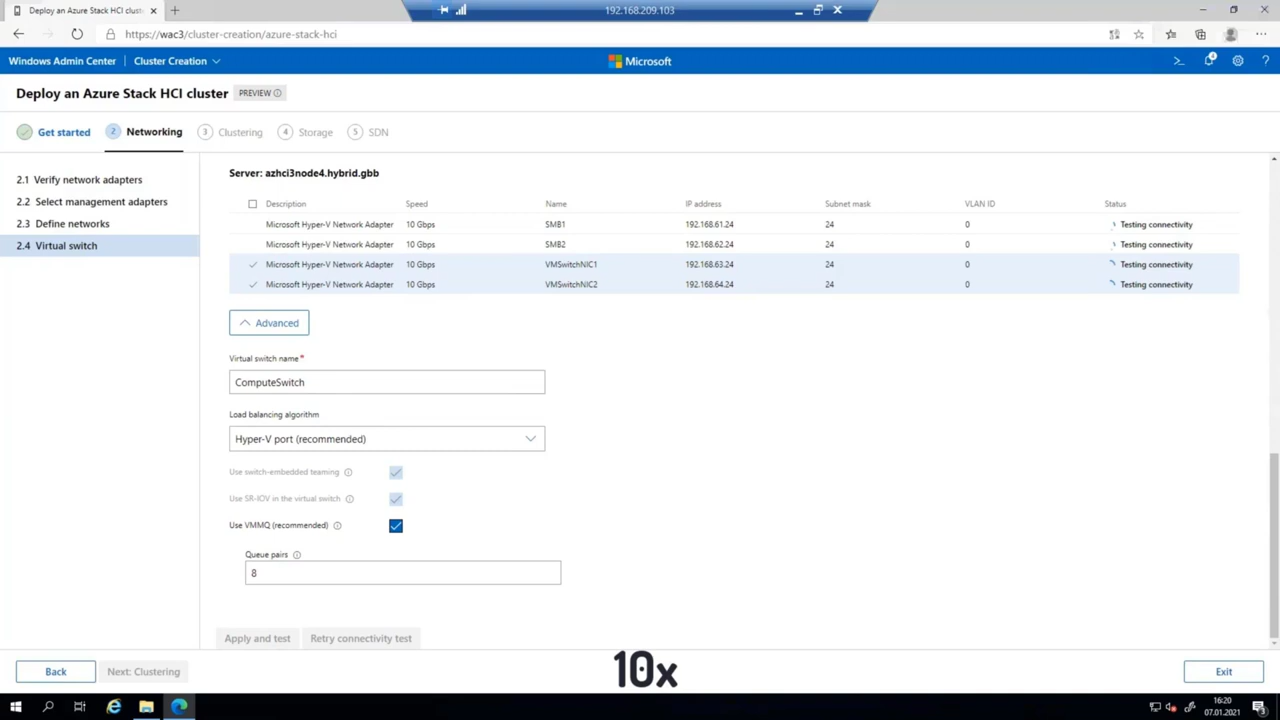 Deploy an Azure Stack HCI clust
192.168.209.103
https://wac3/cluster-creation/azure-stack-hci
Windows Admin Center | Cluster Creation
Microsoft
Deploy an Azure Stack HCI cluster PREVIEW
Get started 2 Networking 3 Clustering 4 Storage 5 SDN
2.1 Verify network adapters
2.2 Select management adapters
2.3 Define networks
2.4 Virtual switch
Server: azhci3node4.hybrid.gbb
Description Speed Name IP address Subnet mask VLAN ID Status
Microsoft Hyper-V Network Adapter 10 Gbps SMB1 192.168.61.24 24 0 Testing connectivity
Microsoft Hyper-V Network Adapter 10 Gbps SMB2 192.168.62.24 24 0 Testing connectivity
Microsoft Hyper-V Network Adapter 10 Gbps VMSwitchNIC1 192.168.63.24 24 0 Testing connectivity
Microsoft Hyper-V Network Adapter 10 Gbps VMSwitchNIC2 192.168.64.24 24 0 Testing connectivity
Advanced
Virtual switch name*
ComputeSwitch
Load balancing algorithm
Hyper-V port (recommended)
Use switch-embedded teaming
Use SR-IOV in the virtual switch
Use VMMQ (recommended)
Queue pairs
8
Apply and test Retry connectivity test
Back Next: Clustering 10x Exit
16:20
07.01.2021